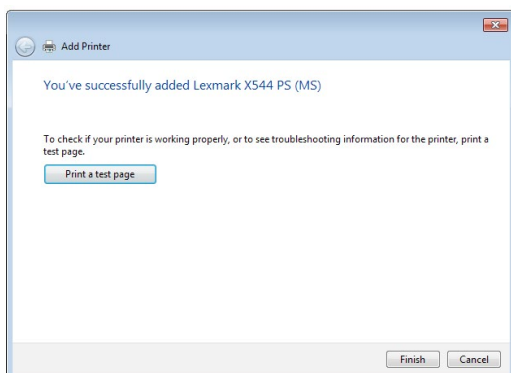 Add Printer
You've successfully added Lexmark X544 PS (MS)
To check if your printer is working properly, or to see troubleshooting information for the printer, print a
test page.
Print a test page
Finish
Cancel